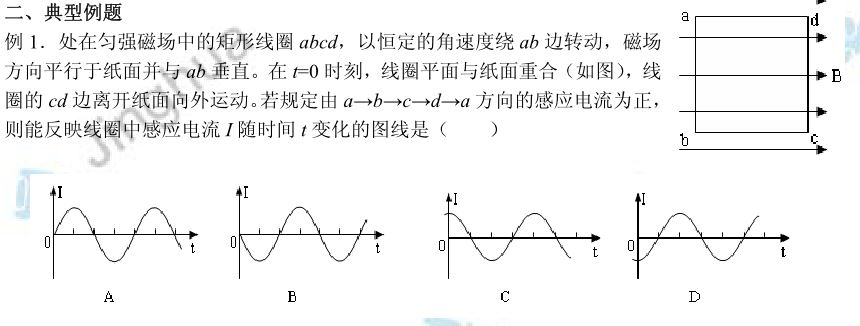 二、典型例题
例 1．处在匀强磁场中的矩形线圈 abcd，以恒定的角速度绕 ab 边转动，磁场
方向平行于纸面并与 ab 垂直。在 t=0 时刻，线圈平面与纸面重合（如图），线
圈的 cd 边离开纸面向外运动。若规定由 a→b→c→d→a 方向的感应电流为正，
则能反映线圈中感应电流 I 随时间 t 变化的图线是（　　）
a d
B
b c
I I I I
0 0 0 0
t t t t
A B C D
Jinghua